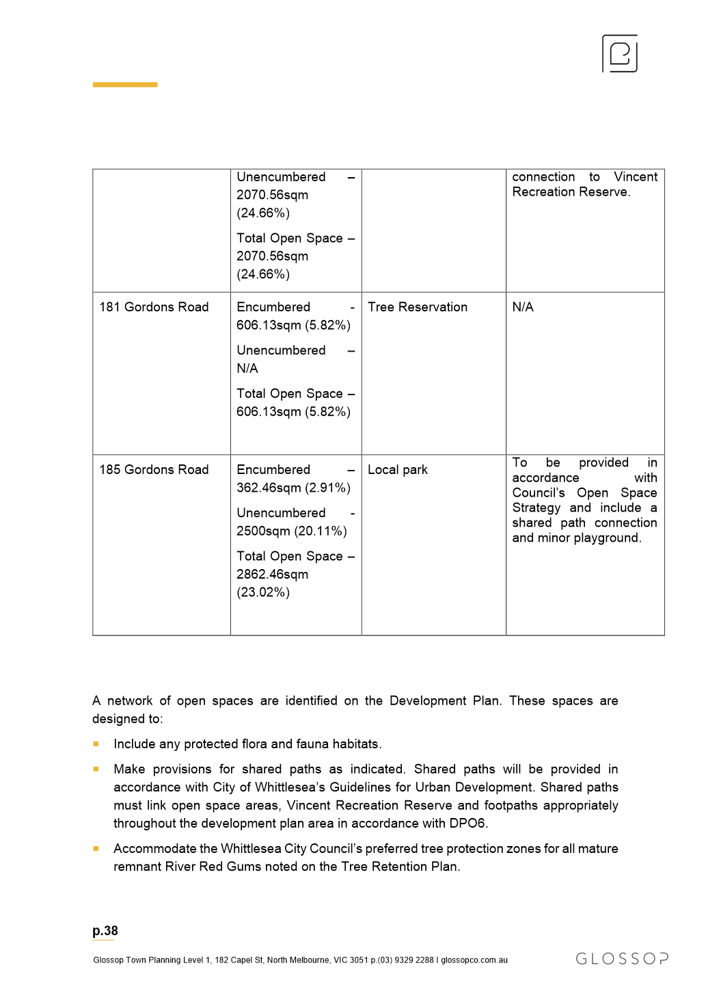 Unencumbered –
2070.56sqm
(24.66%)
Total Open Space –
2070.56sqm
(24.66%)
connection to Vincent
Recreation Reserve.
181 Gordons Road
Encumbered -
606.13sqm (5.82%)
Unencumbered –
N/A
Total Open Space –
606.13sqm (5.82%)
Tree Reservation
N/A
185 Gordons Road
Encumbered –
362.46sqm (2.91%)
Unencumbered -
2500sqm (20.11%)
Total Open Space –
2862.46sqm
(23.02%)
Local park
To be provided in
accordance with
Council’s Open Space
Strategy and include a
shared path connection
and minor playground.
A network of open spaces are identified on the Development Plan. These spaces are
designed to:
Include any protected flora and fauna habitats.
Make provisions for shared paths as indicated. Shared paths will be provided in
accordance with City of Whittlesea’s Guidelines for Urban Development. Shared paths
must link open space areas, Vincent Recreation Reserve and footpaths appropriately
throughout the development plan area in accordance with DPO6.
Accommodate the Whittlesea City Council’s preferred tree protection zones for all mature
remnant River Red Gums noted on the Tree Retention Plan.
p.38
Glossop Town Planning Level 1, 182 Capel St, North Melbourne, VIC 3051 p.(03) 9329 2288 I glossopco.com.au
GLOSSOP